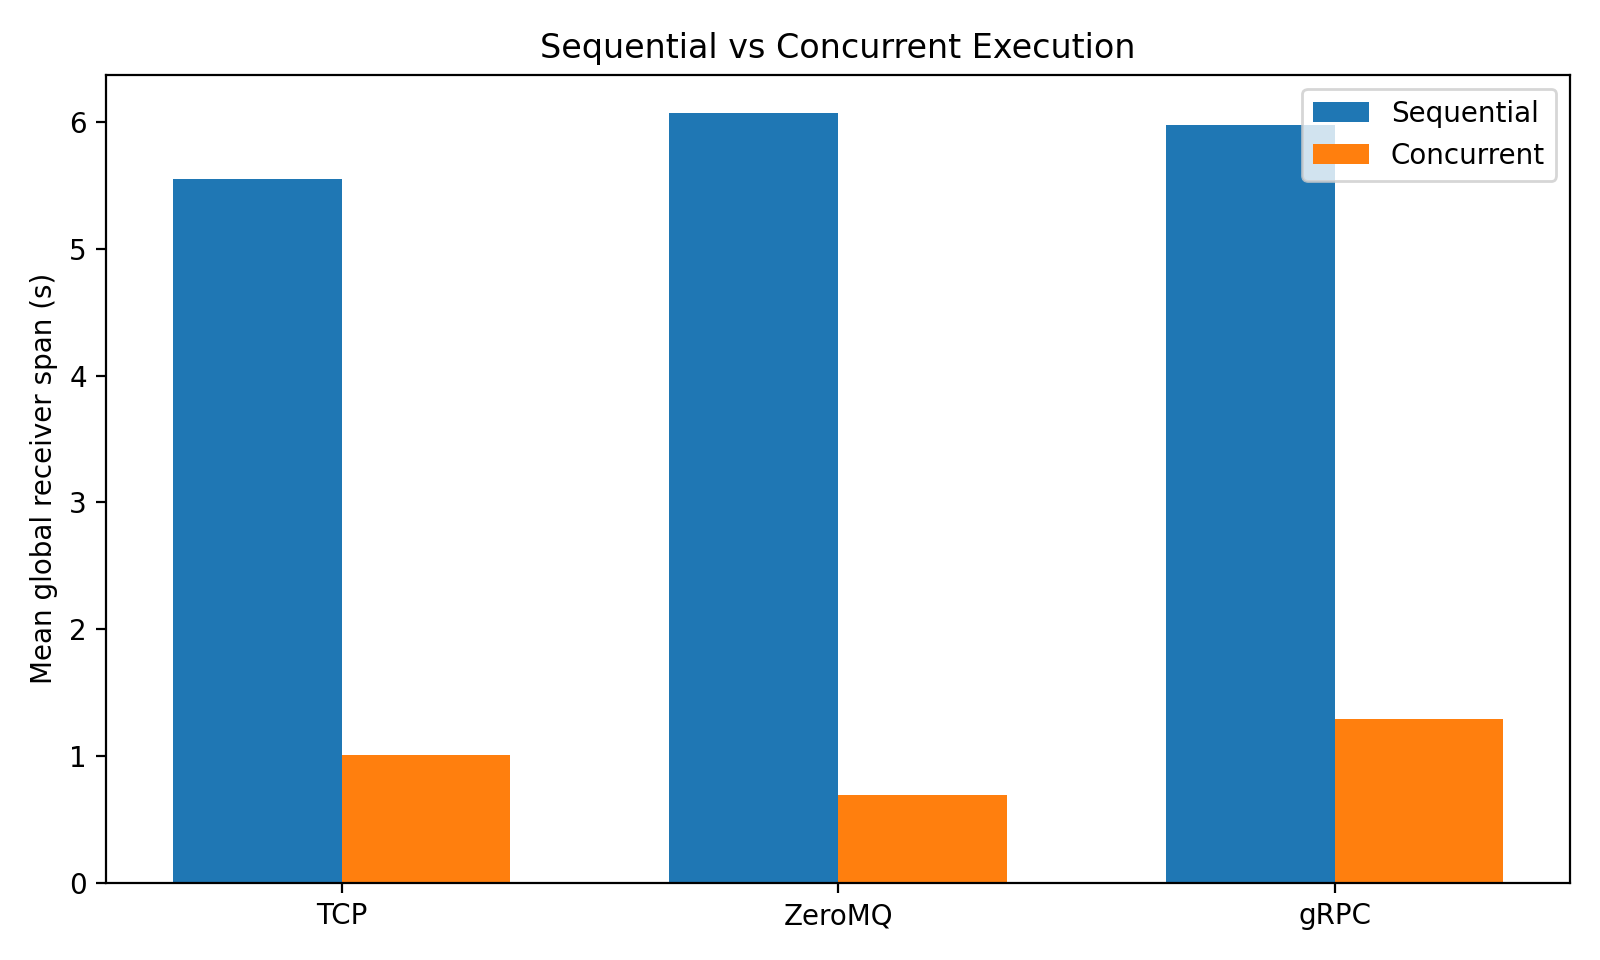 Sequential vs Concurrent Execution
Sequential
Concurrent
Mean global receiver span (s)
6
5
4
3
2
1
0
TCP
ZeroMQ
gRPC